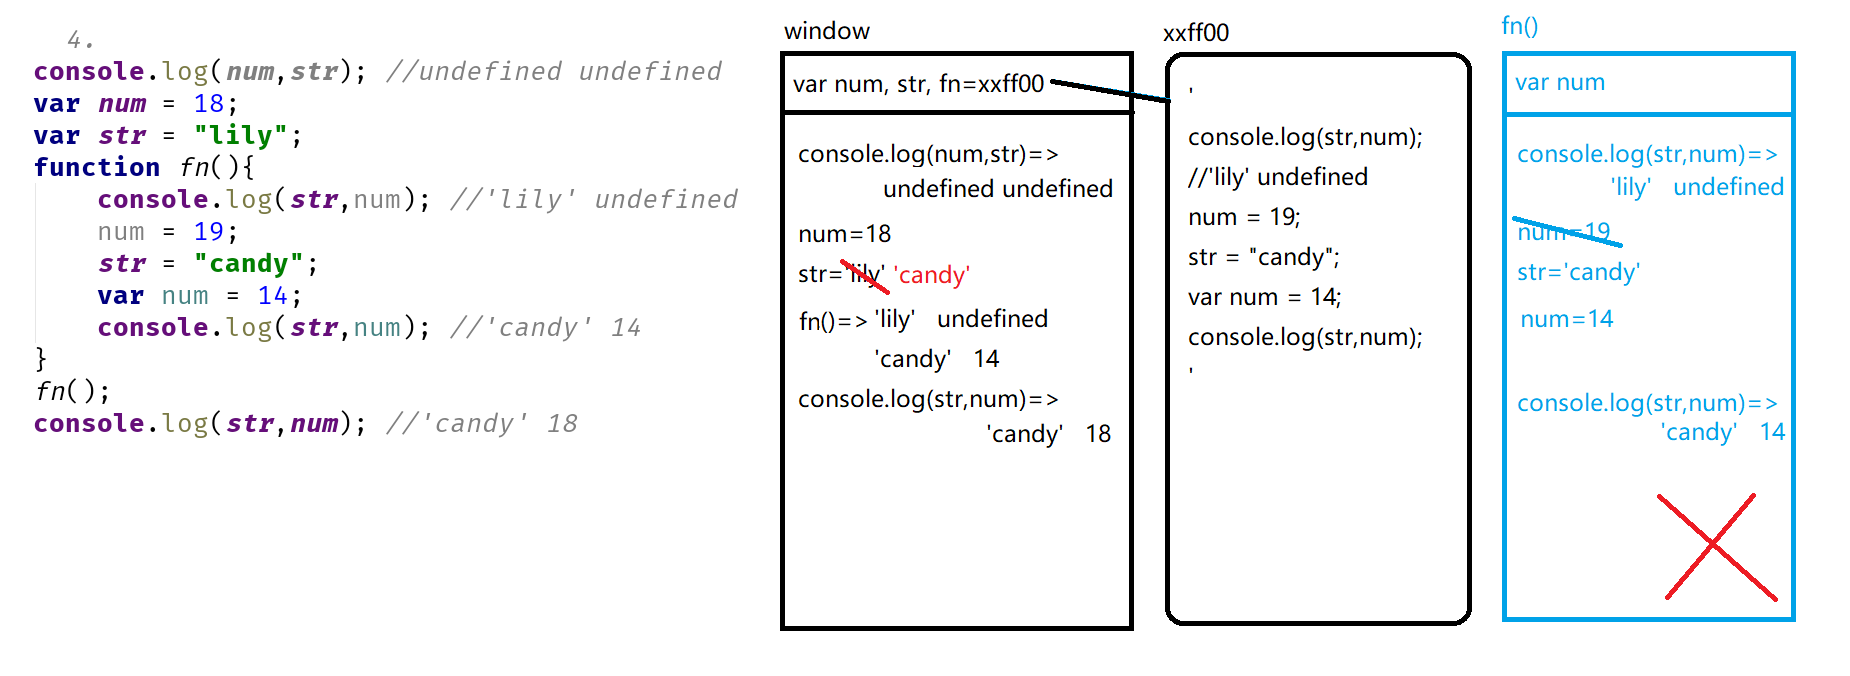 4.
console.log(num,str); //undefined undefined
var num = 18;
var str = "lily";
function fn(){
console.log(str,num); //'lily' undefined
num = 19;
str = "candy";
var num = 14;
console.log(str,num); //'candy' 14
}
fn();
console.log(str,num); //'candy' 18
window
var num, str, fn=xxff00
console.log(num,str)=>
undefined undefined
num=18
str='lily' 'candy'
fn()=> 'lily' undefined
'candy' 14
console.log(str,num)=>
'candy' 18
xxff00
'
console.log(str,num);
//'lily' undefined
num = 19;
str = "candy";
var num = 14;
console.log(str,num);
'
fn()
var num
console.log(str,num)=>
'lily' undefined
num=19
str='candy'
num=14
console.log(str,num)=>
'candy' 14